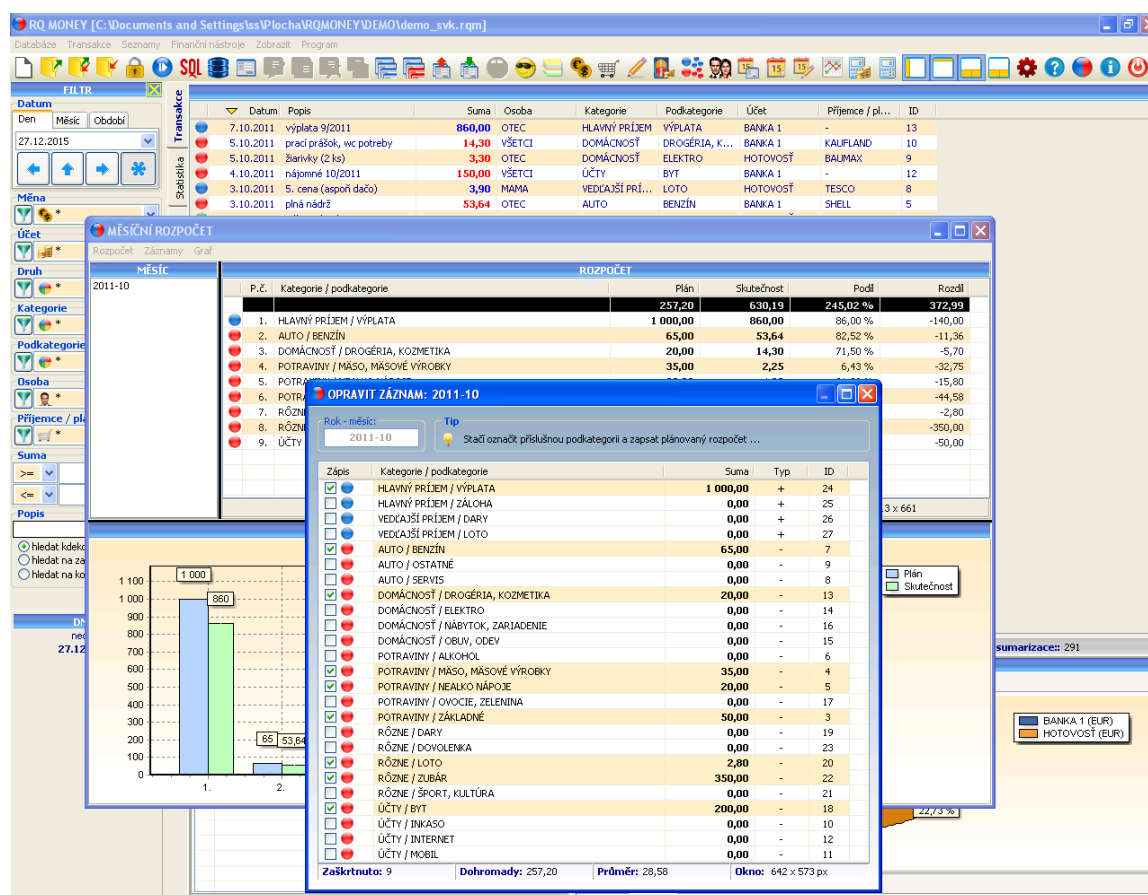 RQ MONEY [C:\Documents and Settings\ss\Plocha\RQMONEY\DEMO\demo_svk.rqm]
Databáze Transakce Seznamy Finanční nástroje Zobrazit Program
SQL
FILTR
Datum
Den Měsíc Období
27.12.2015
Měna
*
Účet
*
Druh
*
Kategorie
*
Podkategorie
*
Osoba
*
Příjemce / pl
*
Suma
>=
<=
Popis
hledat kdeko
hledat na za
hledat na ko
27.12
Transakce
Statistika
Datum Popis Suma Osoba Kategorie Podkategorie Účet Příjemce / pl... ID
7.10.2011 výplata 9/2011 860,00 OTEC HLAVNÝ PRÍJEM VÝPLATA BANKA 1 - 13
5.10.2011 prací prášok, wc potreby 14,30 VŠETCI DOMÁCNOSŤ DROGÉRIA, K... BANKA 1 KAUFLAND 10
5.10.2011 žiarivky (2 ks) 3,30 OTEC DOMÁCNOSŤ ELEKTRO HOTOVOSŤ BAUMAX 9
4.10.2011 nájomné 10/2011 150,00 VŠETCI ÚČTY BYT BANKA 1 - 12
3.10.2011 5. cena (aspoň dačo) 3,90 MAMA VEDĽAJŠÍ PRÍ... LOTO HOTOVOSŤ TESCO 8
3.10.2011 plná nádrž 53,64 OTEC AUTO BENZÍN BANKA 1 SHELL 5
MĚSÍČNÍ ROZPOČET
Rozpočet Záznamy Graf
MĚSÍC
2011-10
ROZPOČET
P.č. Kategorie / podkategorie Plán Skutečnost Podíl Rozdíl
257,20 630,19 245,02 % 372,99
1. HLAVNÝ PRÍJEM / VÝPLATA 1 000,00 860,00 86,00 % -140,00
2. AUTO / BENZÍN 65,00 53,64 82,52 % -11,36
3. DOMÁCNOSŤ / DROGÉRIA, KOZMETIKA 20,00 14,30 71,50 % -5,70
4. POTRAVINY / MÄSO, MÄSOVÉ VÝROBKY 35,00 2,25 6,43 % -32,75
5. -15,80
6. POTRA -44,58
7. RÔZNE -2,80
8. RÔZNE -350,00
9. ÚČTY -50,00
3 x 661
1 100
1 000
900
800
700
600
500
400
300
200
100
0
1 000
860
65
53,64
1.
2.
Plán
Skutečnost
OPRAVIT ZÁZNAM: 2011-10
Rok - měsíc:
2011-10
Tip
Stačí označit příslušnou podkategorii a zapsat plánovaný rozpočet ...
Zápis Kategorie / podkategorie Suma Typ ID
HLAVNÝ PRÍJEM / VÝPLATA 1 000,00 + 24
HLAVNÝ PRÍJEM / ZÁLOHA 0,00 + 25
VEDĽAJŠÍ PRÍJEM / DARY 0,00 + 26
VEDĽAJŠÍ PRÍJEM / LOTO 0,00 + 27
AUTO / BENZÍN 65,00 - 7
AUTO / OSTATNÉ 0,00 - 9
AUTO / SERVIS 0,00 - 8
DOMÁCNOSŤ / DROGÉRIA, KOZMETIKA 20,00 - 13
DOMÁCNOSŤ / ELEKTRO 0,00 - 14
DOMÁCNOSŤ / NÁBYTOK, ZARIADENIE 0,00 - 16
DOMÁCNOSŤ / OBUV, ODEV 0,00 - 15
POTRAVINY / ALKOHOL 0,00 - 6
POTRAVINY / MÄSO, MÄSOVÉ VÝROBKY 35,00 - 4
POTRAVINY / NEALKO NÁPOJE 20,00 - 5
POTRAVINY / OVOCIE, ZELENINA 0,00 - 17
POTRAVINY / ZÁKLADNÉ 50,00 - 3
RÔZNE / DARY 0,00 - 19
RÔZNE / DOVOLENKA 0,00 - 23
RÔZNE / LOTO 2,80 - 20
RÔZNE / ZUBÁR 350,00 - 22
RÔZNE / ŠPORT, KULTÚRA 0,00 - 21
ÚČTY / BYT 200,00 - 18
ÚČTY / INKASO 0,00 - 10
ÚČTY / INTERNET 0,00 - 12
ÚČTY / MOBIL 0,00 - 11
Zaškrtnuto: 9 Dohromady: 257,20 Průměr: 28,58 Okno: 642 x 573 px
sumarizace:: 291
BANKA 1 (EUR)
HOTOVOSŤ (EUR)
22,73 %